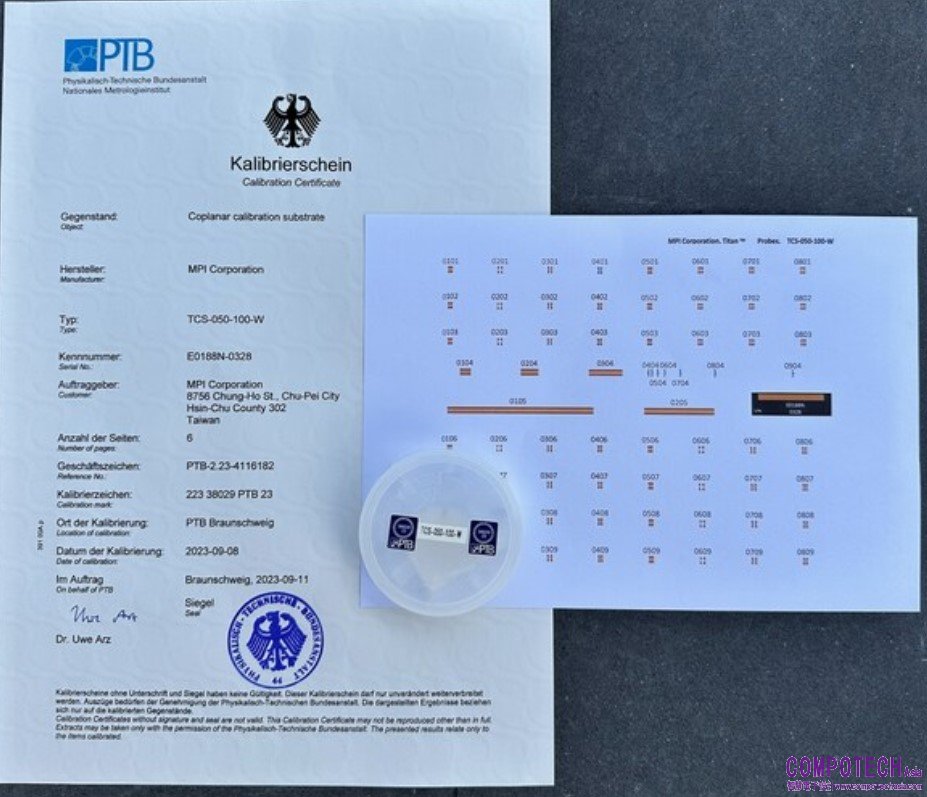 PTB
Physikalisch-Technische Bundesanstalt
Nationales Metrologieinstitut
Kalibrierschein
Calibration Certificate
Gegenstand: Coplanar calibration substrate
Object:
Hersteller: MPI Corporation
Manufacturer:
Typ: TCS-050-100-W
Type:
Kennnummer: E0188N-0328
Serial No.:
Auftraggeber: MPI Corporation
Customer: 8756 Chung-Ho St., Chu-Pei City
Hsin-Chu County 302
Taiwan
Anzahl der Seiten: 6
Number of pages:
Geschäftszeichen: PTB-2.23-4116182
Reference No.:
Kalibrierzeichen: 223 38029 PTB 23
Calibration mark:
Ort der Kalibrierung: PTB Braunschweig
Location of calibration:
Datum der Kalibrierung: 2023-09-08
Date of calibration:
Im Auftrag Braunschweig, 2023-09-11
On behalf of PTB
Siegel
Seal
Dr. Uwe Arz
PHYSIKALISCH-TECHNISCHE-BUNDESANSTALT
44
Kalibrierscheine ohne Unterschrift und Siegel haben keine Gültigkeit. Dieser Kalibrierschein darf nur unverändert weiterverbreitet
werden. Auszüge bedürfen der Genehmigung der Physikalisch-Technischen Bundesanstalt. Die dargestellten Ergebnisse beziehen
sich nur auf die kalibrierten Gegenstände.
Calibration Certificates without signature and seal are not valid. This Calibration Certificate may not be reproduced other than in full.
Extracts may be taken only with the permission of the Physikalisch-Technische Bundesanstalt. The presented results relate only to
the items calibrated.
MPI Corporation. Titan™ Probes. TCS-050-100-W
0101 0201 0301 0401 0501 0601 0701 0801
0102 0202 0302 0402 0502 0602 0702 0802
0103 0203 0303 0403 0503 0603 0703 0803
0104 0204 0304 0404 0604 0804 0904
0504 0704
0105 0205
0106 0206 0306 0406 0506 0606 0706 0806
0307 0407 0507 0607 0707 0807
0308 0408 0508 0608 0708 0808
0309 0409 0509 0609 0709 0809
PTB TCS-050-100-W PTB
COMPOTECH Asia
www.compotechasia.com